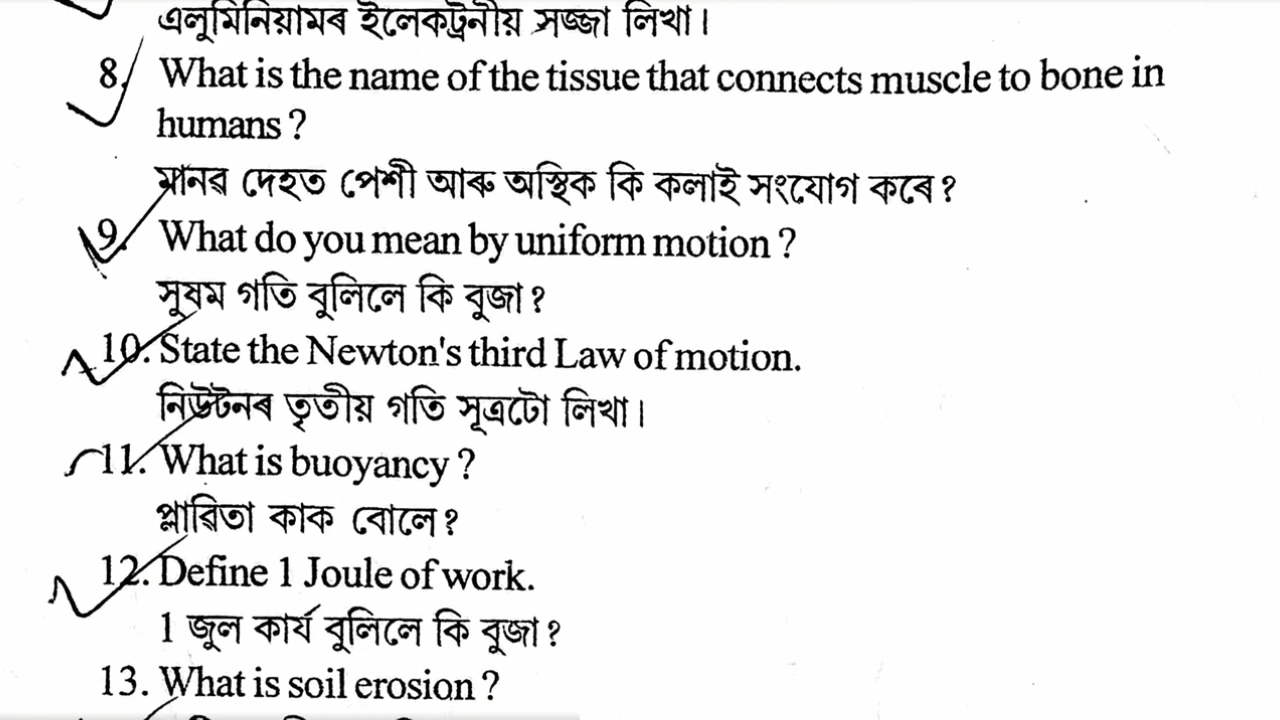 এলুমিনিয়ামৰ ইলেকট্ৰনীয় সজ্জা লিখা।
8. What is the name of the tissue that connects muscle to bone in
humans ?
মানৱ দেহত পেশী আৰু অস্থিক কি কলাই সংযোগ কৰে ?
9. What do you mean by uniform motion ?
সুষম গতি বুলিলে কি বুজা ?
10. State the Newton's third Law of motion.
নিউটনৰ তৃতীয় গতি সূত্ৰটো লিখা।
11. What is buoyancy ?
প্লাৱিতা কাক বোলে ?
12. Define 1 Joule of work.
1 জুল কাৰ্য বুলিলে কি বুজা ?
13. What is soil erosion ?